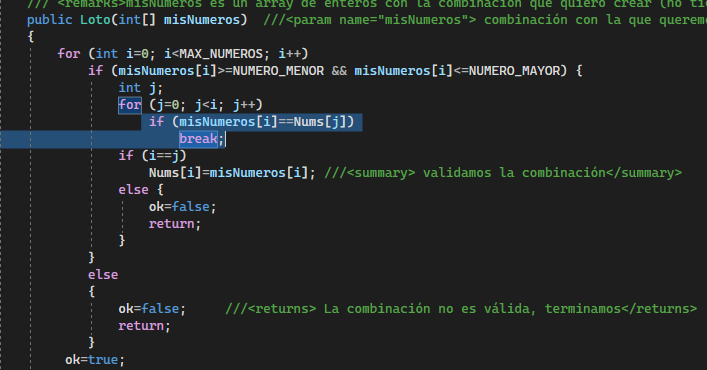 /// <remarks>misNumeros es un array de enteros con la combinación que quiero crear (no
public Loto(int[] misNumeros)  ///<param name="misNumeros"> combinación con la que
{
    for (int i=0; i<MAX_NUMEROS; i++)
        if (misNumeros[i]>=NUMERO_MENOR && misNumeros[i]<=NUMERO_MAYOR) {
            int j;
            for (j=0; j<i; j++)
                if (misNumeros[i]==Nums[j])
                    break;
            if (i==j)
                Nums[i]=misNumeros[i]; ///<summary> validamos la combinación</summary>
            else {
                ok=false;
                return;
            }
        }
        else
        {
            ok=false;     ///<returns> La combinación no es válida, terminamos</returns>
            return;
        }
     ok=true;